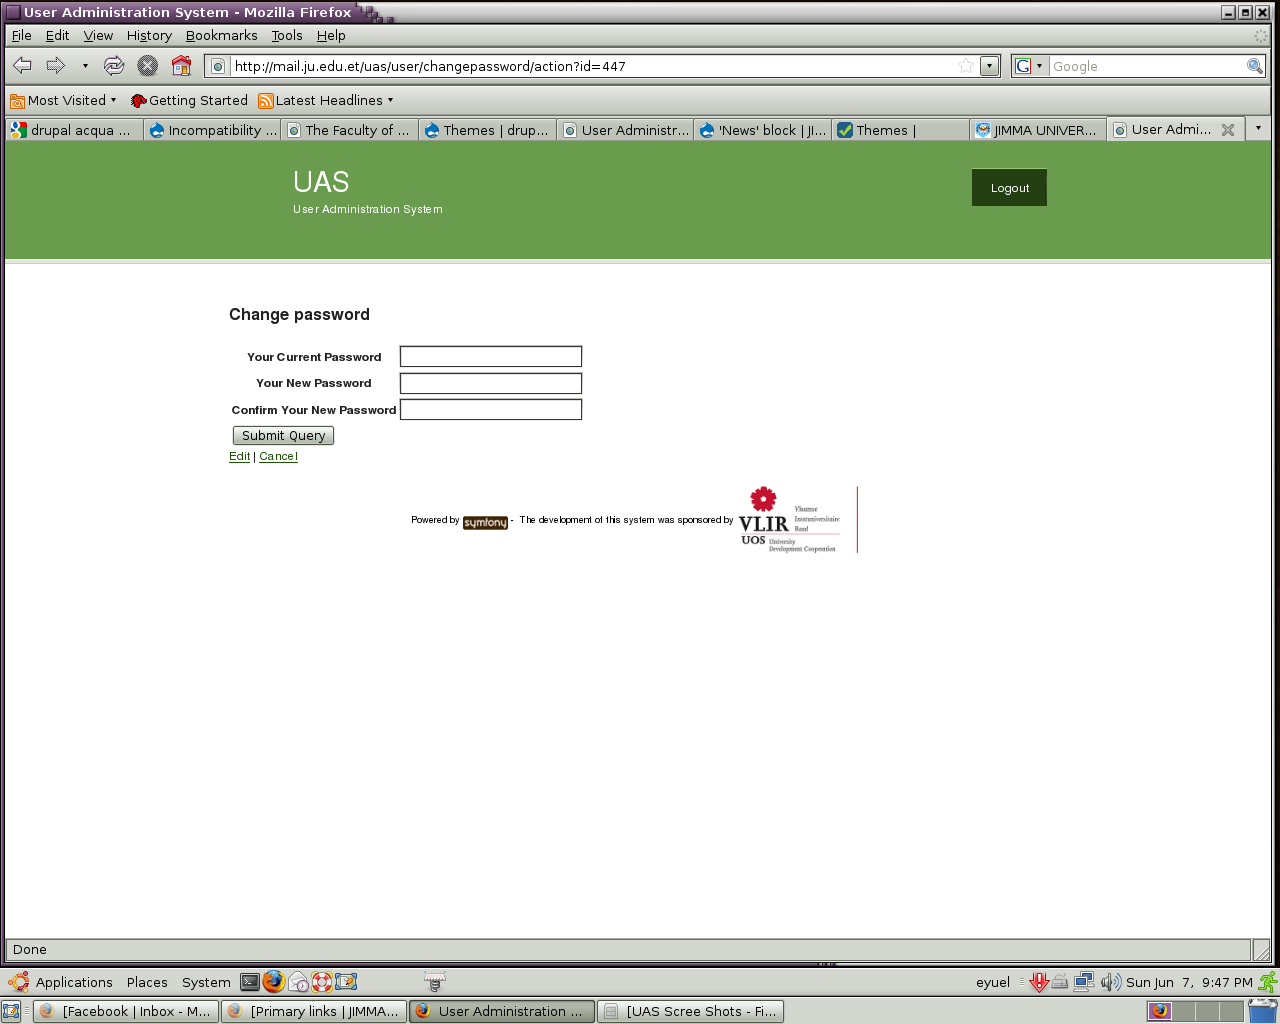 User Administration System - Mozilla Firefox
File Edit View History Bookmarks Tools Help
http://mail.ju.edu.et/uas/user/changepassword/action?id=447
Google
Most Visited Getting Started Latest Headlines
drupal acqua ... Incompatibility ... The Faculty of ... Themes | drup... User Administr... 'News' block | JI... Themes | JIMMA UNIVER... User Admi...
UAS
User Administration System
Logout
Change password
Your Current Password
Your New Password
Confirm Your New Password
Submit Query
Edit | Cancel
Powered by symfony - The development of this system was sponsored by
VLIR
UOS
Vlaamse
Interuniversitaire
Raad
University
Development Cooperation
Done
Applications Places System eyuel Sun Jun 7, 9:47 PM
[Facebook | Inbox - M... [Primary links | JIMMA... User Administration ... [UAS Scree Shots - Fi...